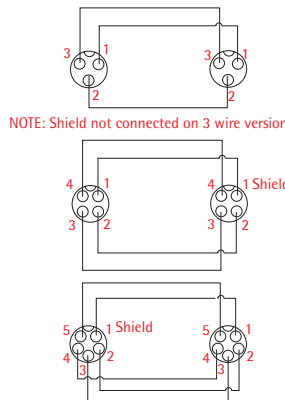 3 1 3 1
2 2
NOTE: Shield not connected on 3 wire version
4 1 4 1 Shield
3 2 3 2
5 1 Shield 5 1
4 2 4 2
3 3